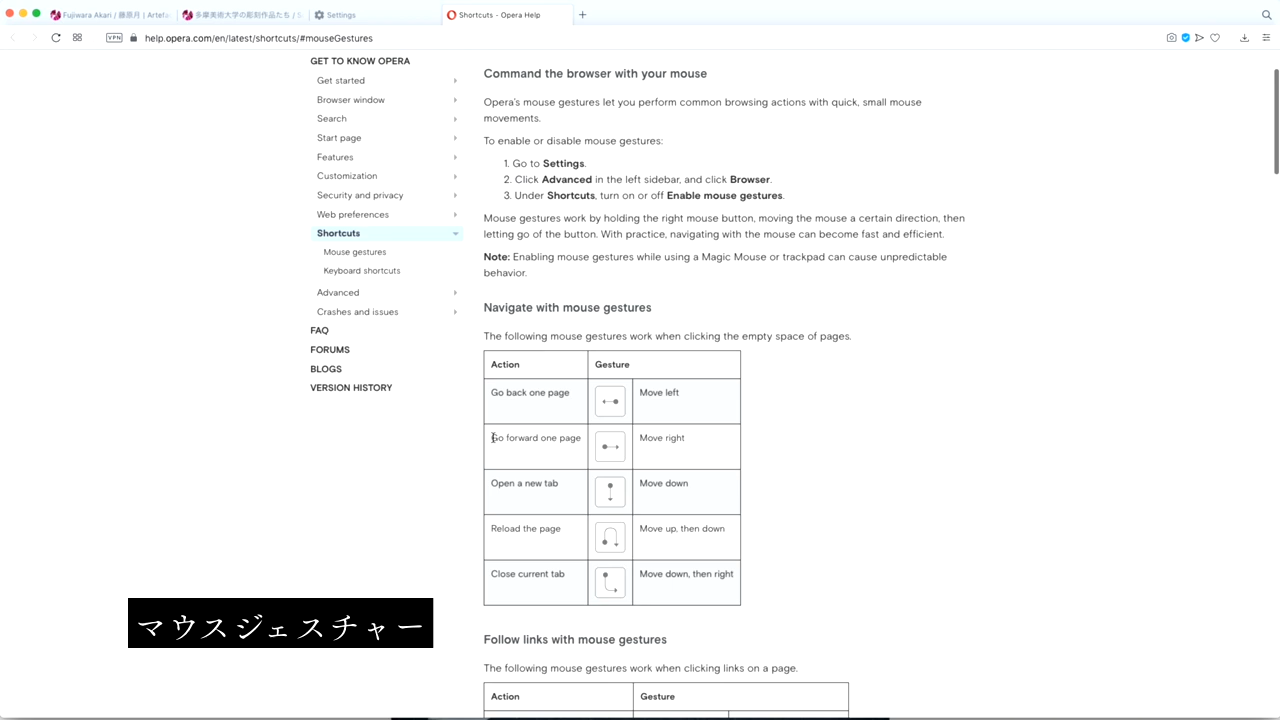 Fujiwara Akari / 藤原月 | Artefa
多摩美術大学の彫刻作品たち / S
Settings
Shortcuts - Opera Help
VPN
help.opera.com/en/latest/shortcuts/#mouseGestures
GET TO KNOW OPERA
Get started
Browser window
Search
Start page
Features
Customization
Security and privacy
Web preferences
Shortcuts
Mouse gestures
Keyboard shortcuts
Advanced
Crashes and issues
FAQ
FORUMS
BLOGS
VERSION HISTORY
Command the browser with your mouse
Opera's mouse gestures let you perform common browsing actions with quick, small mouse
movements.
To enable or disable mouse gestures:
1. Go to Settings.
2. Click Advanced in the left sidebar, and click Browser.
3. Under Shortcuts, turn on or off Enable mouse gestures.
Mouse gestures work by holding the right mouse button, moving the mouse a certain direction, then
letting go of the button. With practice, navigating with the mouse can become fast and efficient.
Note: Enabling mouse gestures while using a Magic Mouse or trackpad can cause unpredictable
behavior.
Navigate with mouse gestures
The following mouse gestures work when clicking the empty space of pages.
Action Gesture
Go back one page Move left
Go forward one page Move right
Open a new tab Move down
Reload the page Move up, then down
Close current tab Move down, then right
Follow links with mouse gestures
The following mouse gestures work when clicking links on a page.
Action Gesture
マウスジェスチャー